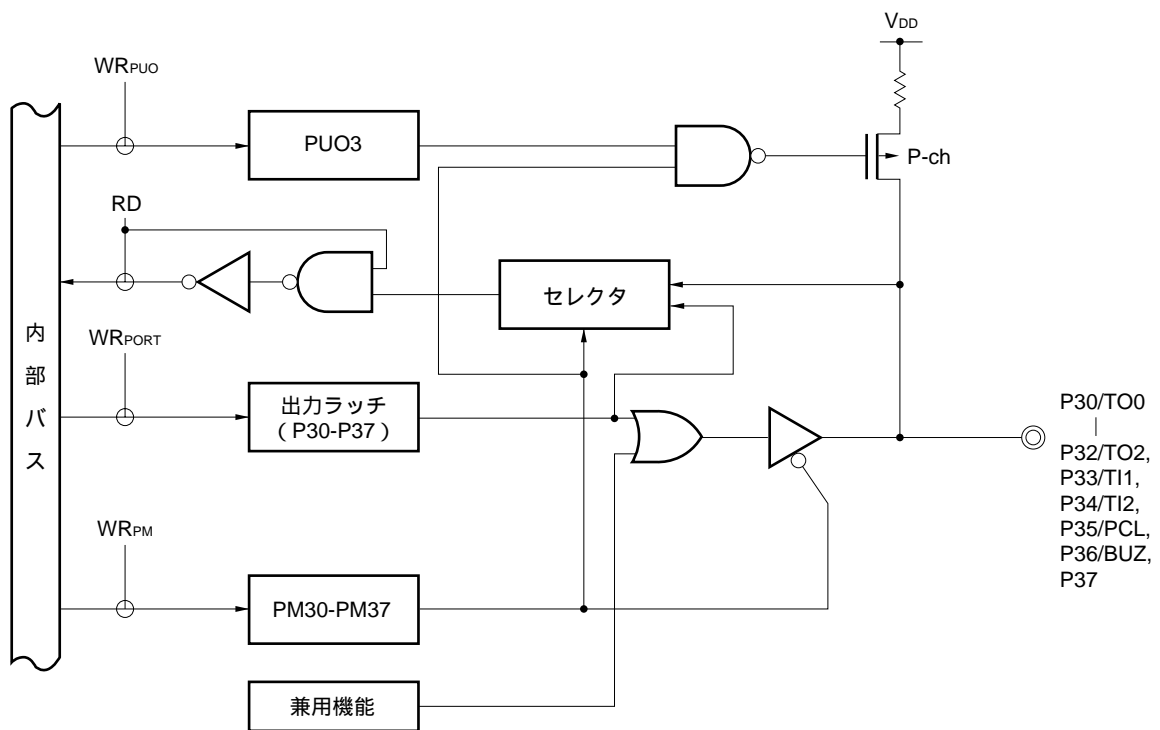 VDD
WRPUO
PUO3
P-ch
RD
セレクタ
内部バス
WRPORT
出力ラッチ
(P30-P37)
P30/TO0
P32/TO2,
P33/TI1,
P34/TI2,
P35/PCL,
P36/BUZ,
P37
WRPM
PM30-PM37
兼用機能